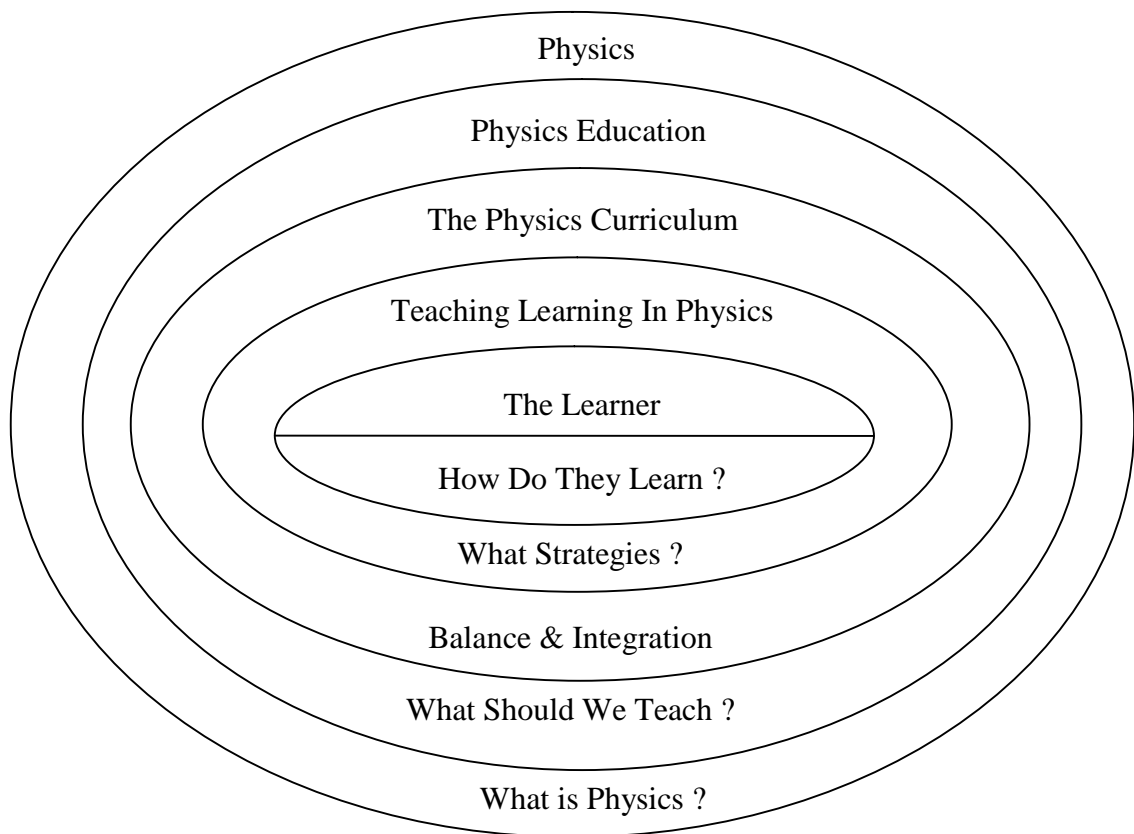 Physics
Physics Education
The Physics Curriculum
Teaching Learning In Physics
The Learner
How Do They Learn ?
What Strategies ?
Balance & Integration
What Should We Teach ?
What is Physics ?